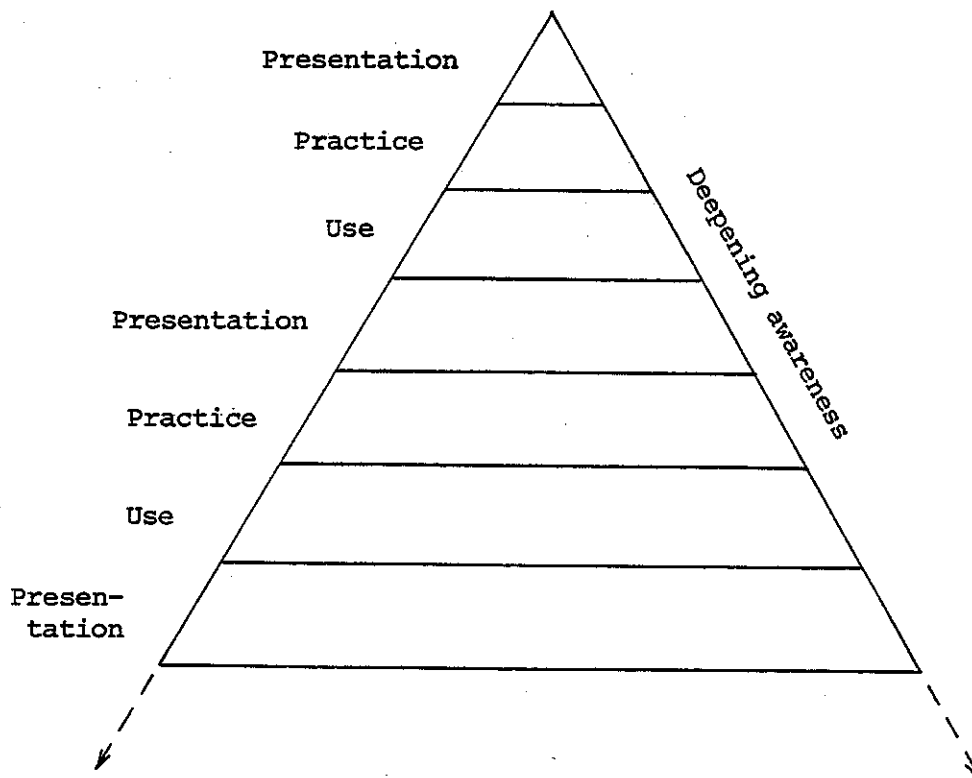 Presentation
Practice
Use
Deepening awareness
Presentation
Practice
Use
Presen-
tation